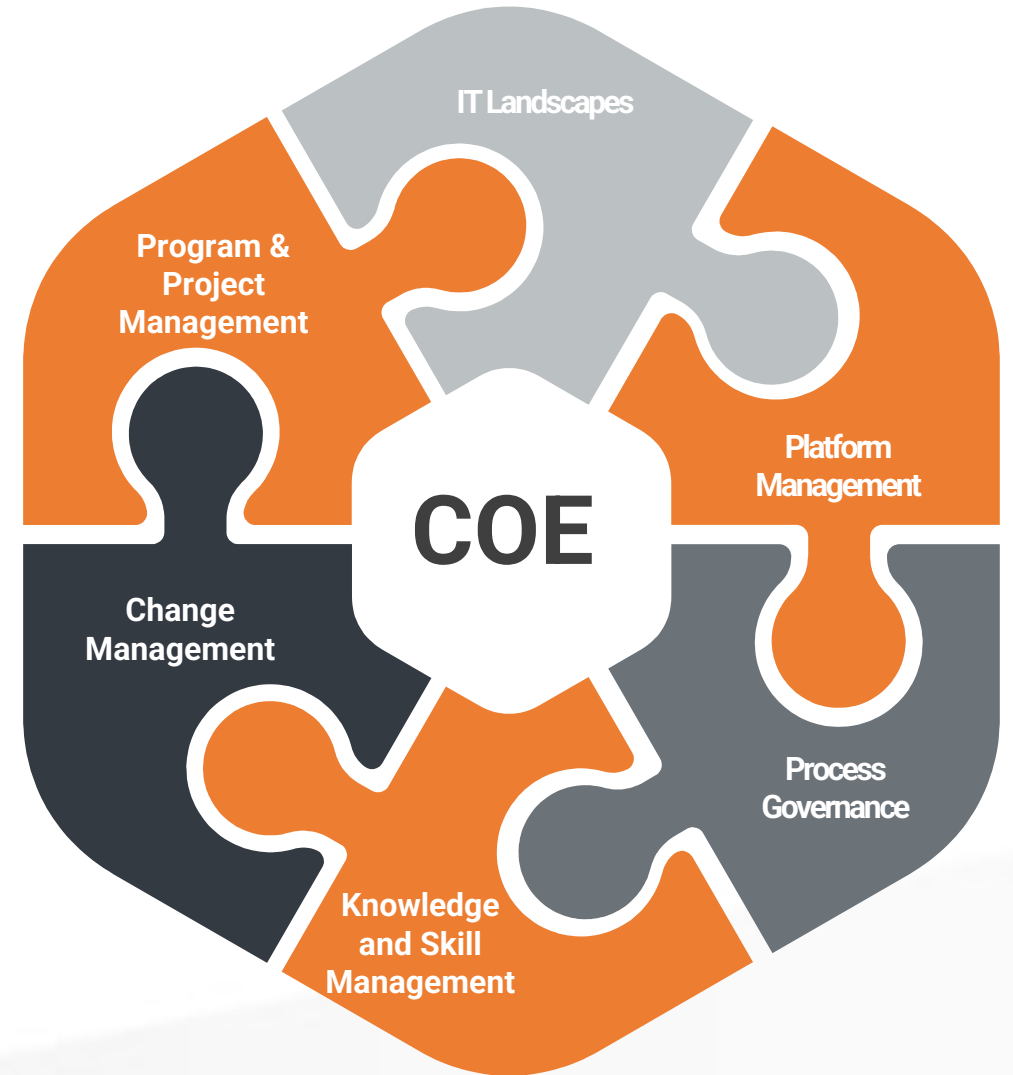 IT Landscapes
Program &
Project
Management
Platform
Management
COE
Change
Management
Process
Governance
Knowledge
and Skill
Management